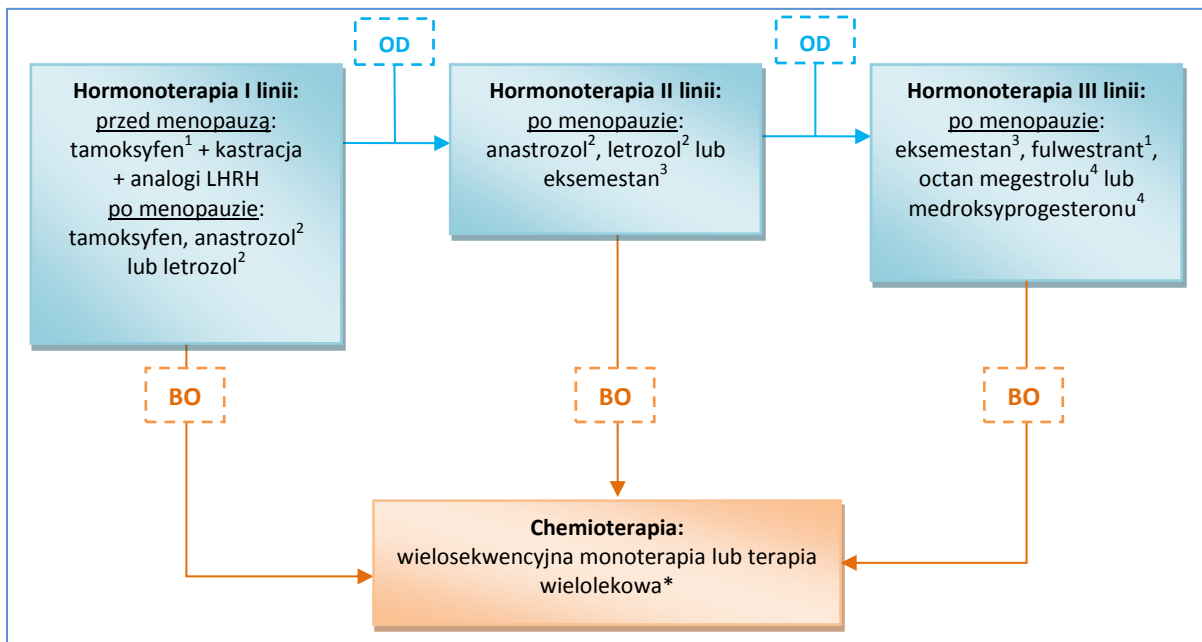 OD
OD
Hormonoterapia I linii:
przed menopauzą:
tamoksyfen¹ + kastracja
+ analogi LHRH
po menopauzie:
tamoksyfen, anastrozol²
lub letrozol²
Hormonoterapia II linii:
po menopauzie:
anastrozol², letrozol² lub
eksemestan³
Hormonoterapia III linii:
po menopauzie:
eksemestan³, fulwestrant¹,
octan megestrolu⁴ lub
medroksyprogesteronu⁴
BO
BO
BO
Chemioterapia:
wielosekwencyjna monoterapia lub terapia
wielolekowa*